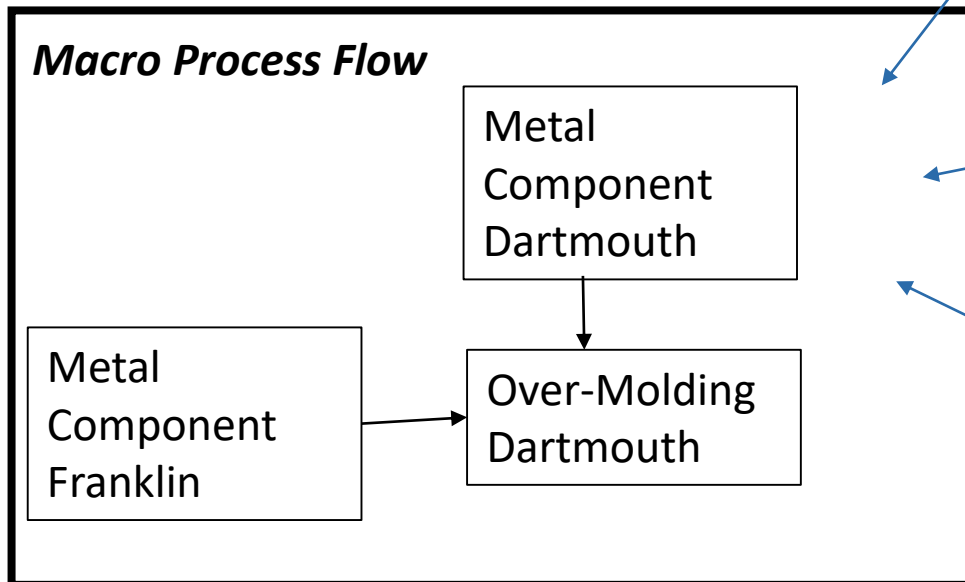 Macro Process Flow
Metal
Component
Dartmouth
Metal
Component
Franklin
Over-Molding
Dartmouth